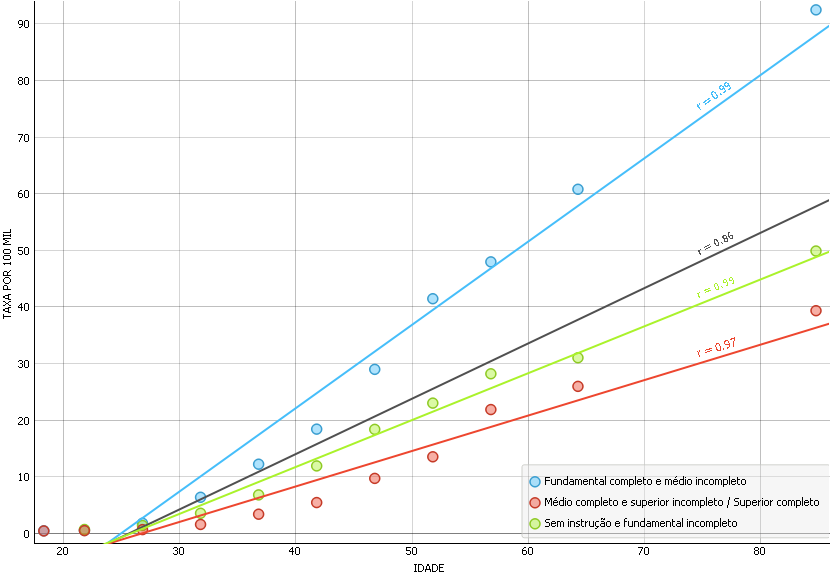 90
80
70
60
50
40
30
20
10
0
TAXA POR 100 MIL
r = 0.99
r = 0.86
r = 0.99
r = 0.97
Fundamental completo e médio incompleto
Médio completo e superior incompleto / Superior completo
Sem instrução e fundamental incompleto
20 30 40 50 60 70 80
IDADE